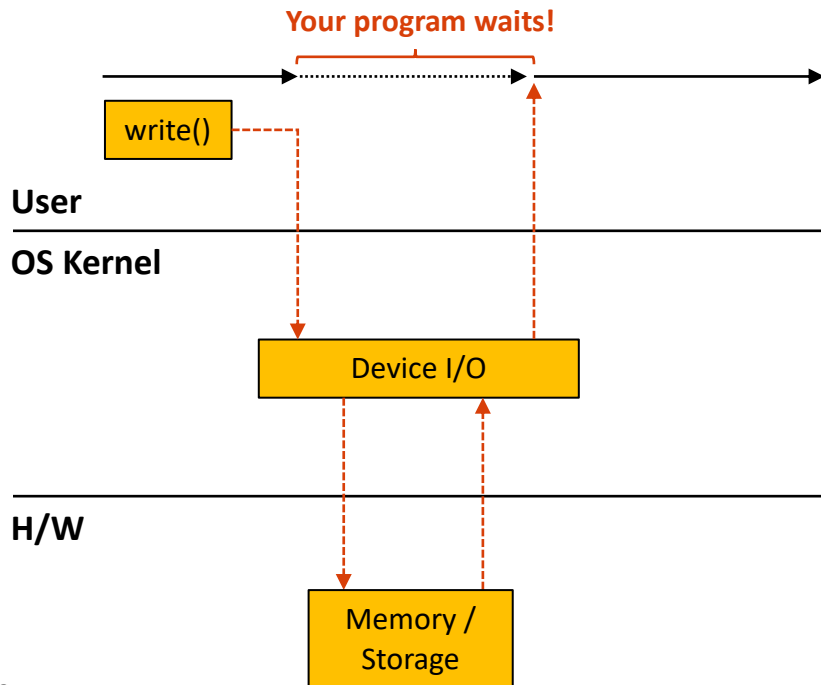 Your program waits!
write()
User
OS Kernel
Device I/O
H/W
Memory /
Storage